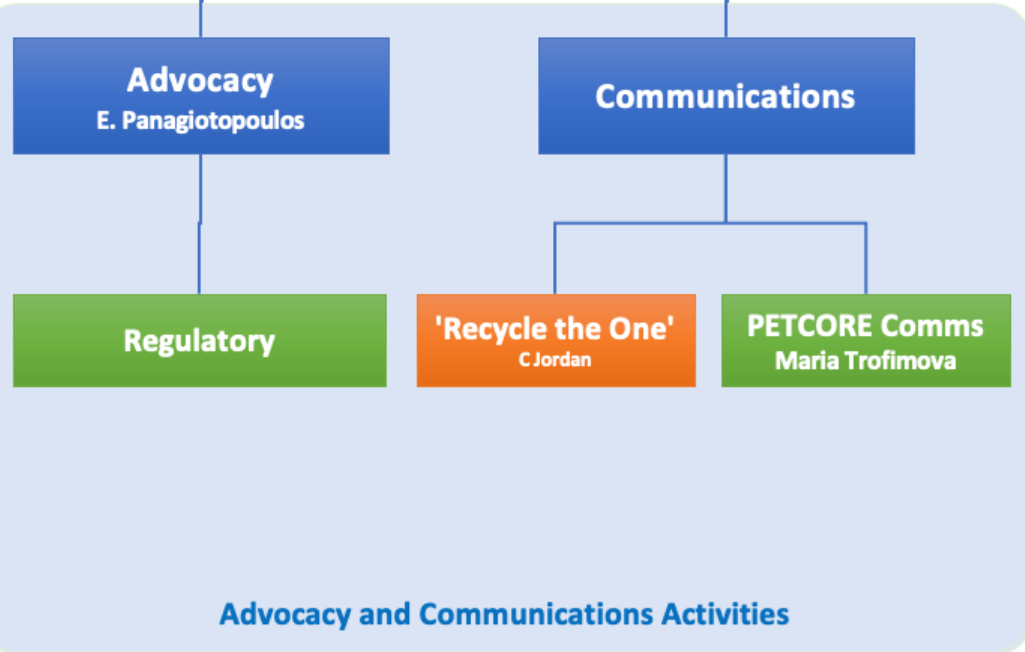 Advocacy
E. Panagiotopoulos
Communications
Regulatory
'Recycle the One'
C Jordan
PETCORE Comms
Maria Trofimova
Advocacy and Communications Activities